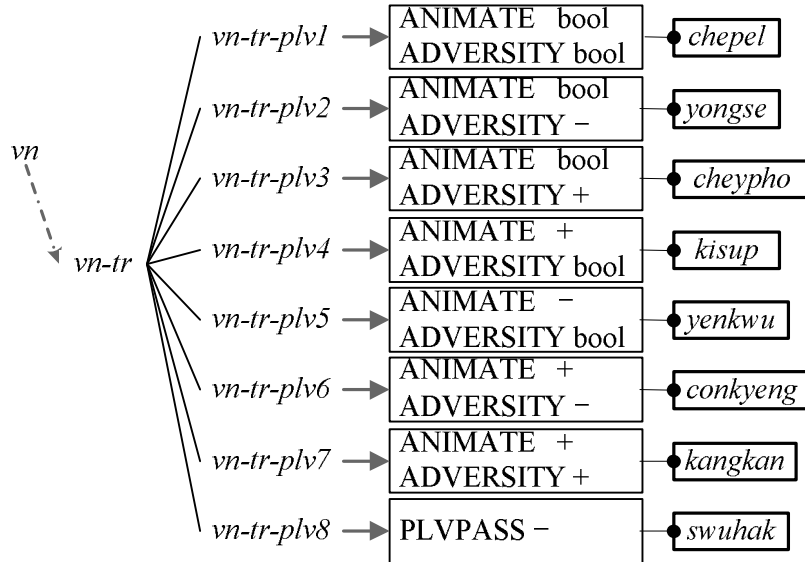 vn
vn-tr
vn-tr-plv1 ANIMATE bool ADVERSITY bool chepel
vn-tr-plv2 ANIMATE bool ADVERSITY − yongse
vn-tr-plv3 ANIMATE bool ADVERSITY + cheypho
vn-tr-plv4 ANIMATE + ADVERSITY bool kisup
vn-tr-plv5 ANIMATE − ADVERSITY bool yenkwu
vn-tr-plv6 ANIMATE + ADVERSITY − conkyeng
vn-tr-plv7 ANIMATE + ADVERSITY + kangkan
vn-tr-plv8 PLVPASS − swuhak